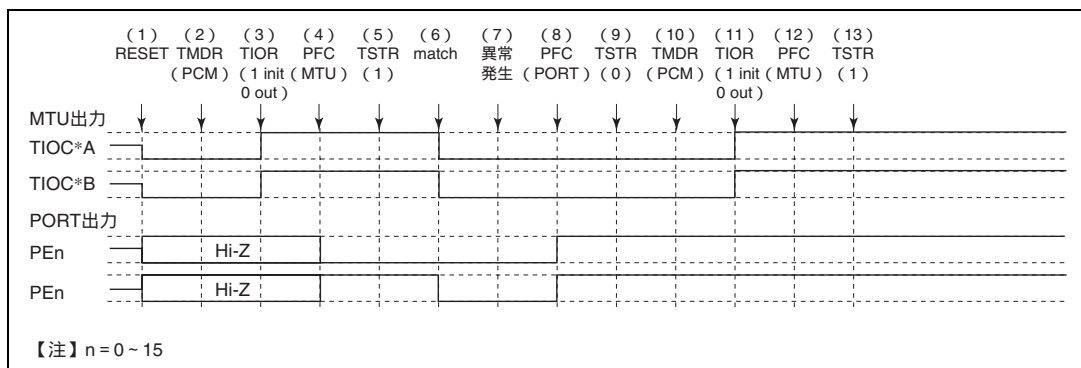 (1) (2) (3) (4) (5) (6) (7) (8) (9) (10) (11) (12) (13)
RESET TMDR TIOR PFC TSTR match 異常 PFC TSTR TMDR TIOR PFC TSTR
(PCM) (1 init (MTU) (1) 発生 (PORT) (0) (PCM) (1 init (MTU) (1)
0 out) 0 out)
MTU出力
TIOC*A
TIOC*B
PORT出力
PEn Hi-Z
PEn Hi-Z
【注】n = 0 ~ 15